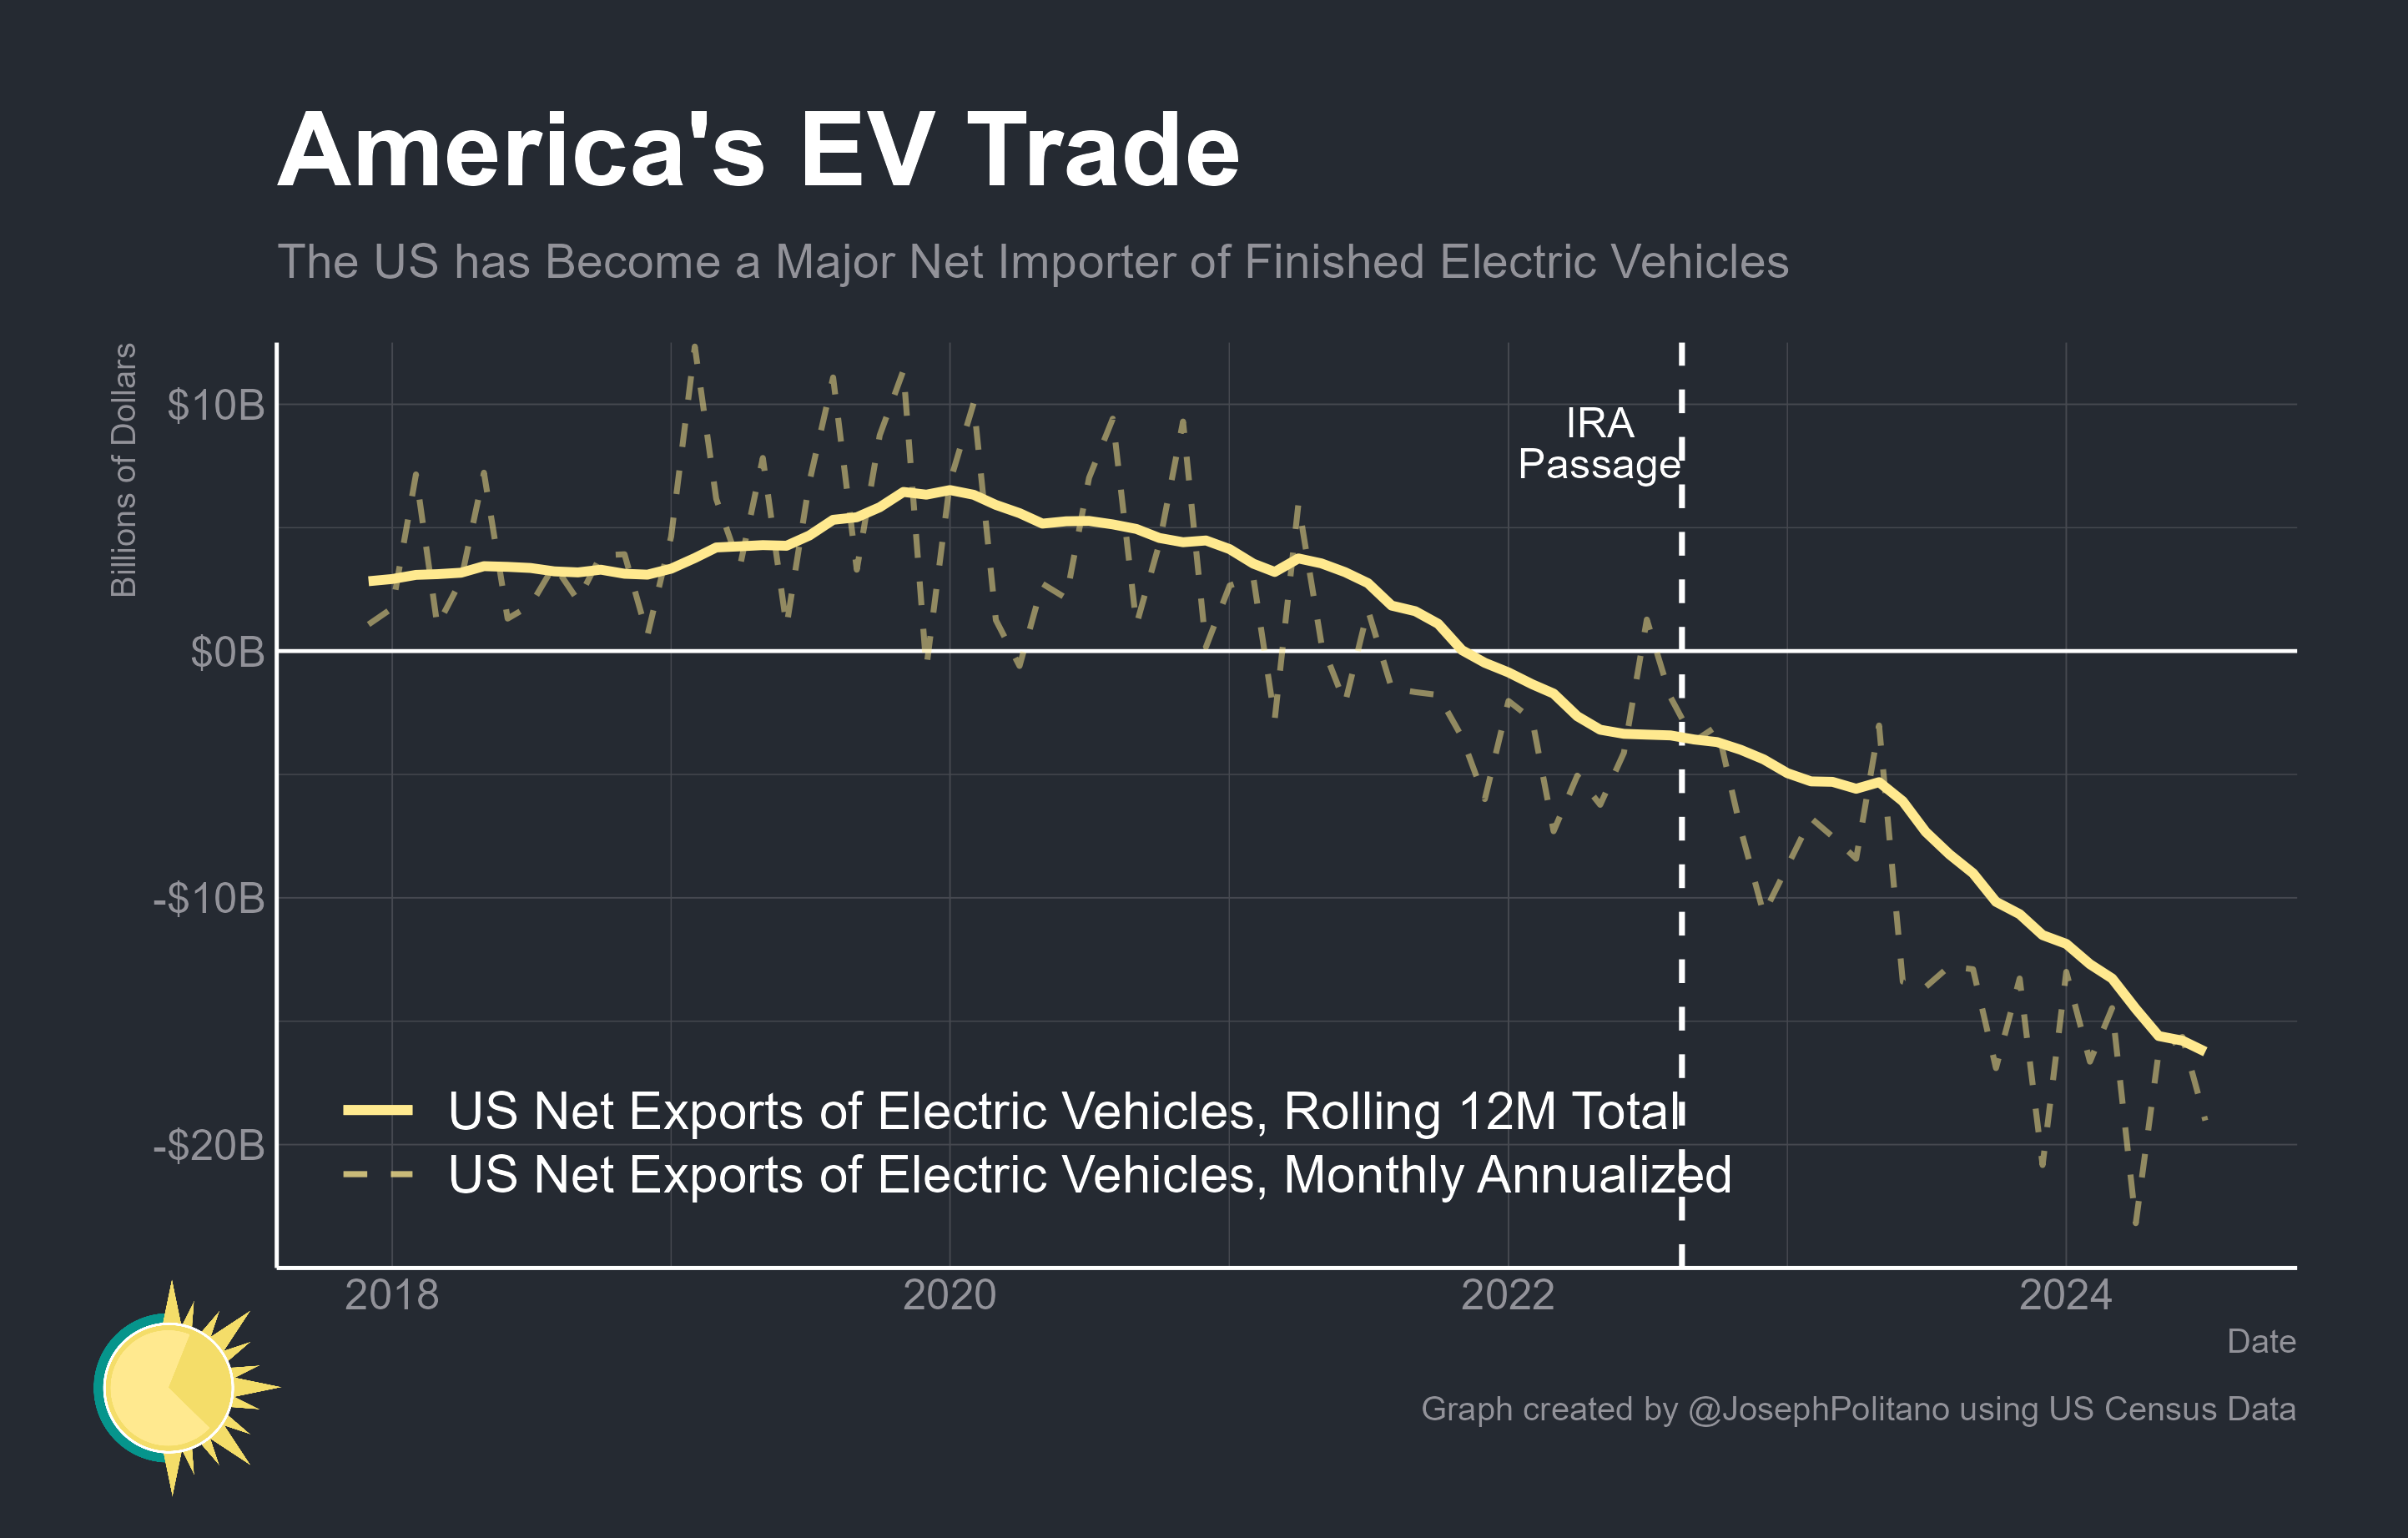 America's EV Trade
The US has Become a Major Net Importer of Finished Electric Vehicles
Billions of Dollars
$10B
$0B
-$10B
-$20B
IRA
Passage
US Net Exports of Electric Vehicles, Rolling 12M Total
US Net Exports of Electric Vehicles, Monthly Annualized
2018
2020
2022
2024
Date
Graph created by @JosephPolitano using US Census Data